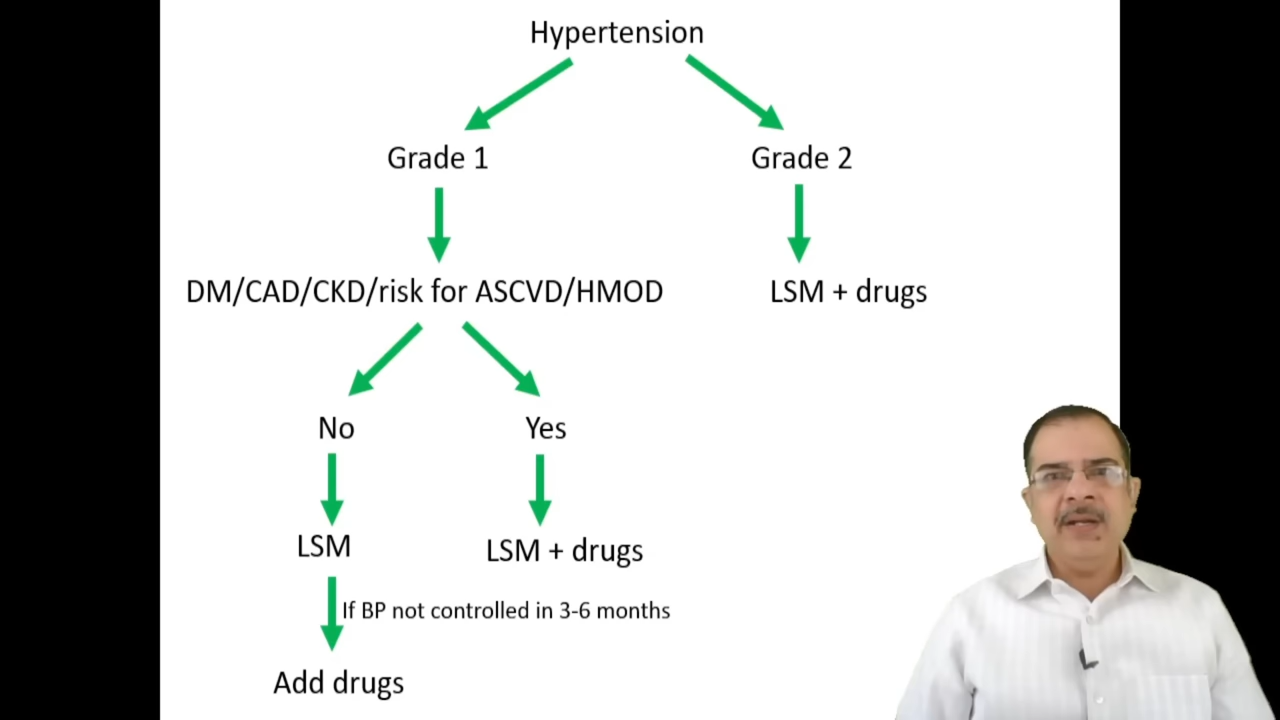 Hypertension
Grade 1
Grade 2
DM/CAD/CKD/risk for ASCVD/HMOD
LSM + drugs
No
Yes
LSM
LSM + drugs
If BP not controlled in 3-6 months
Add drugs